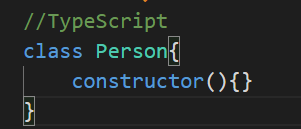 //TypeScript
class Person{
    constructor(){}
}